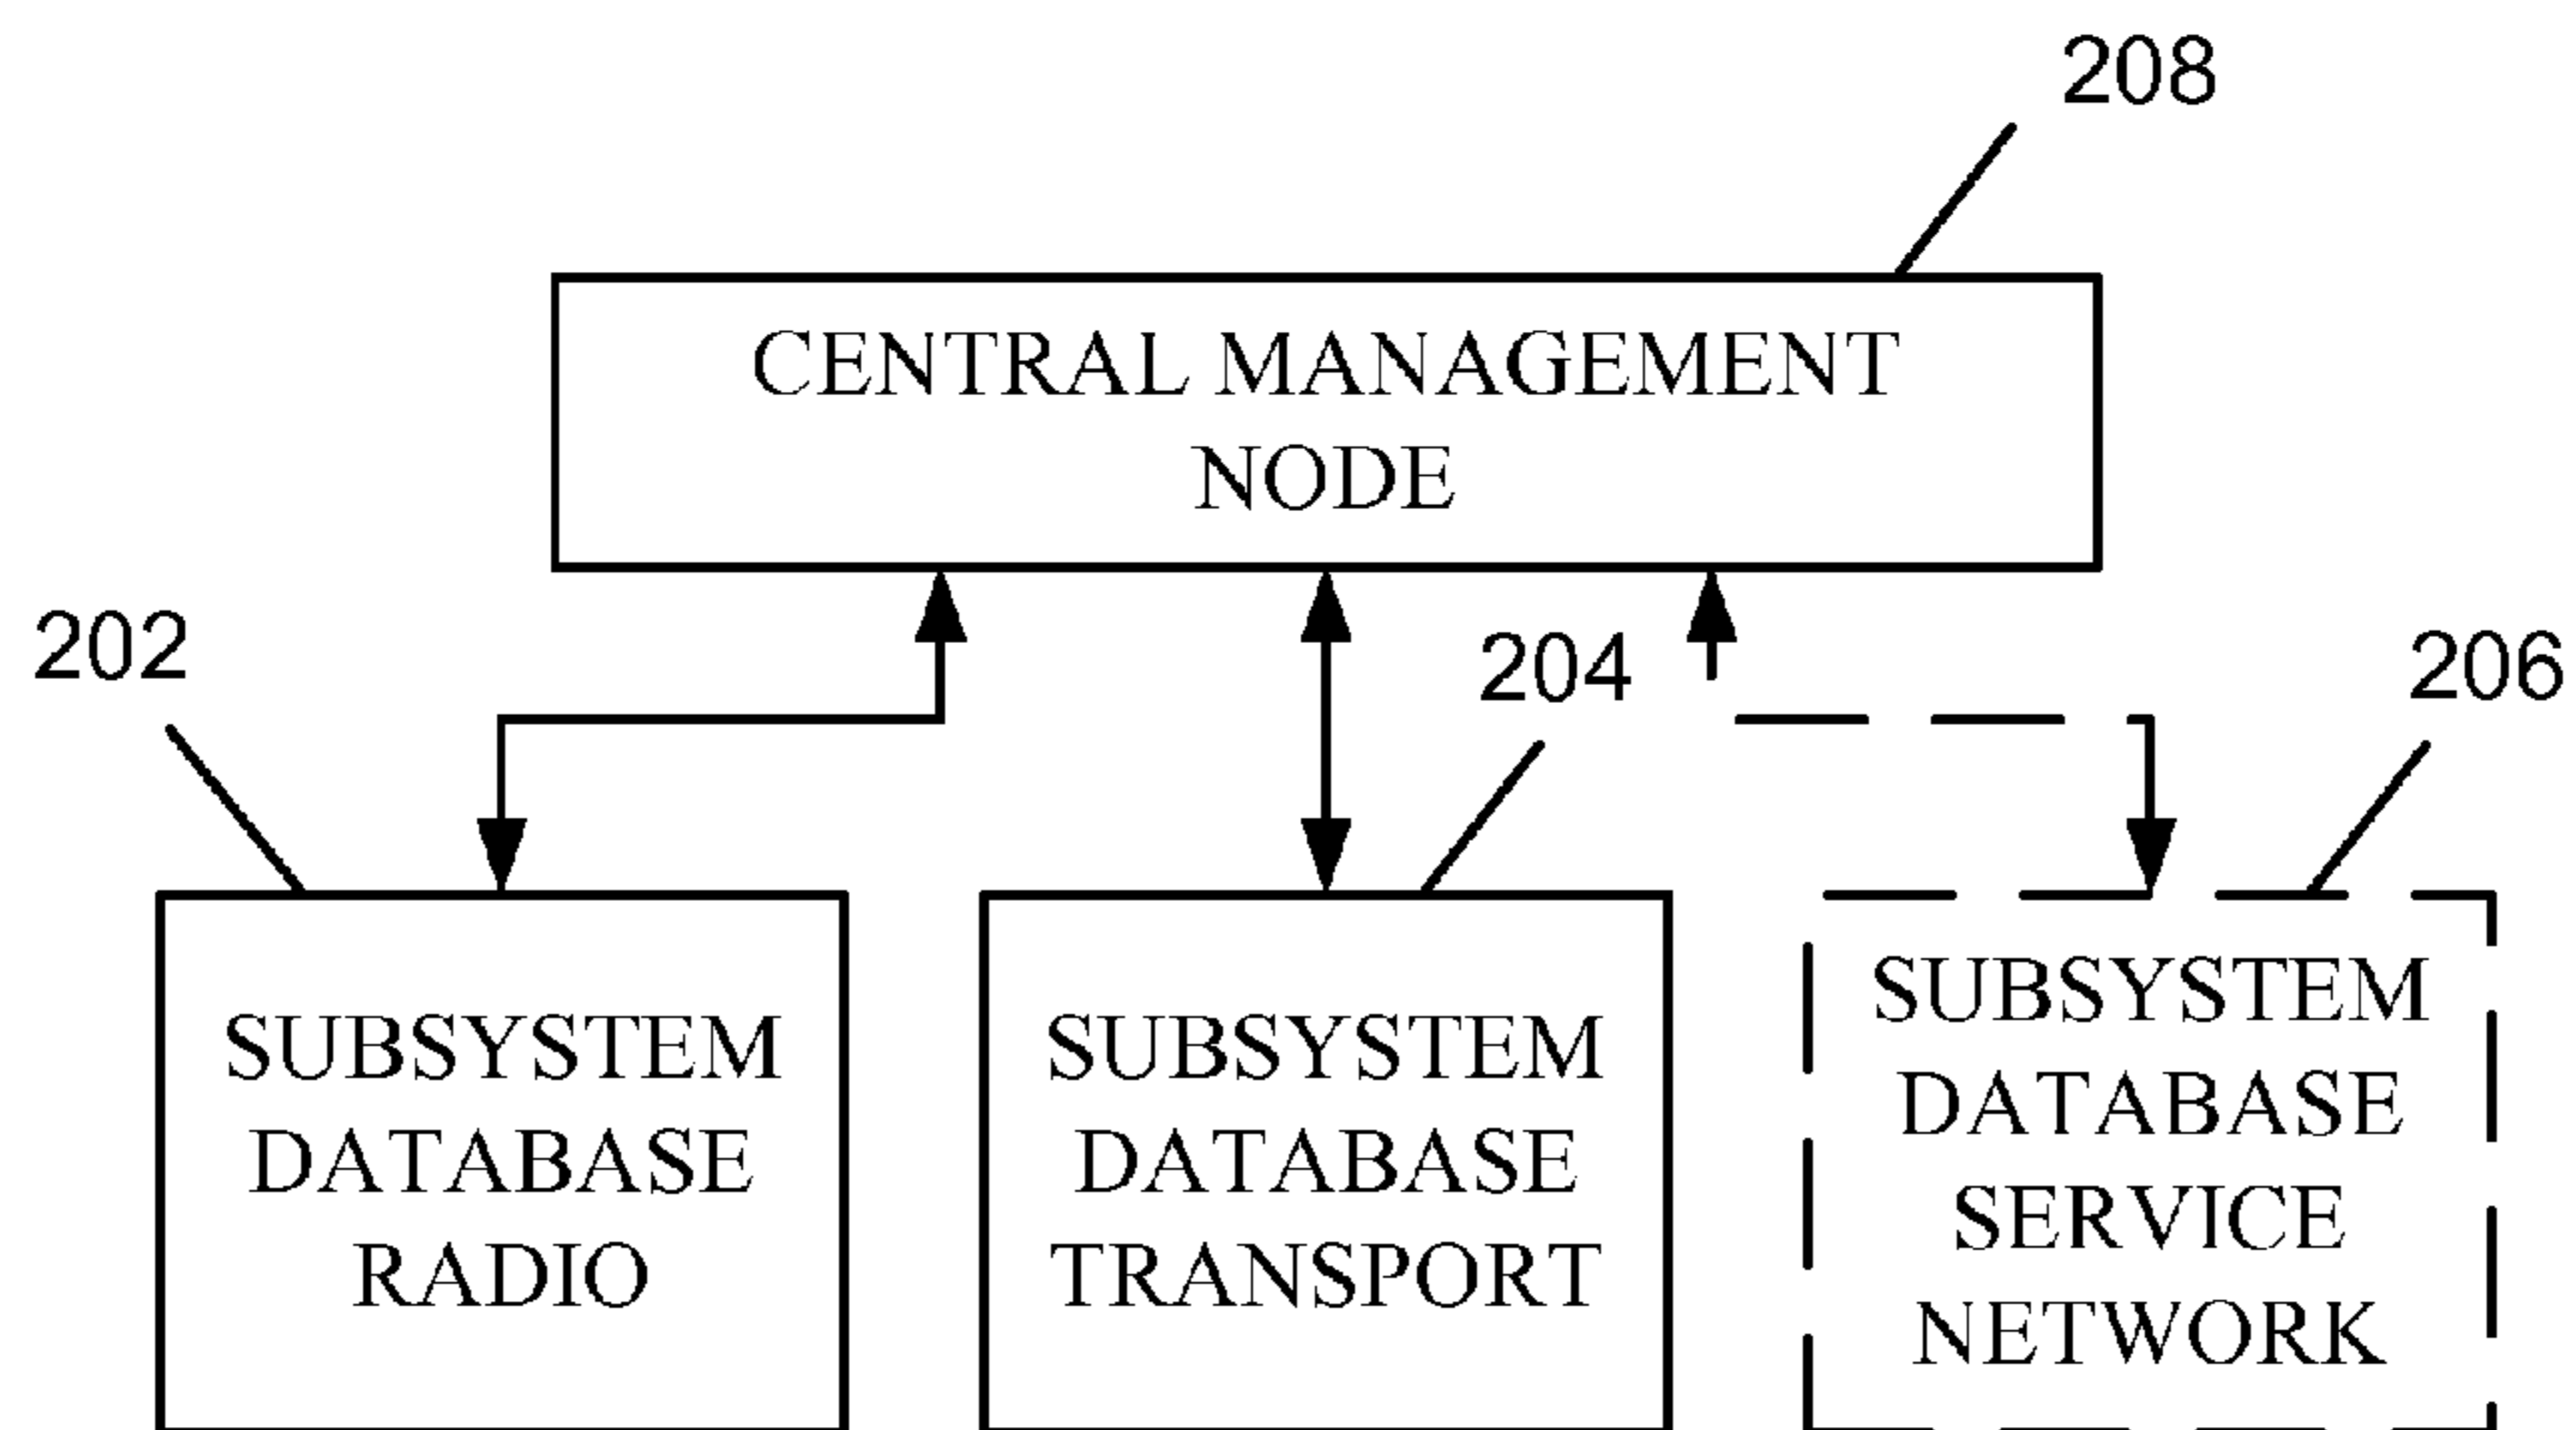 208
CENTRAL MANAGEMENT
NODE
202
204
206
SUBSYSTEM
DATABASE
RADIO
SUBSYSTEM
DATABASE
TRANSPORT
SUBSYSTEM
DATABASE
SERVICE
NETWORK